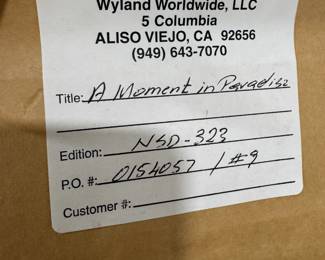 Wyland Worldwide, LLC
5 Columbia
ALISO VIEJO, CA 92656
(949) 643-7070
Title: A Moment in Paradise
Edition: NSD-323
P.O. #: 0154057 / #9
Customer #: